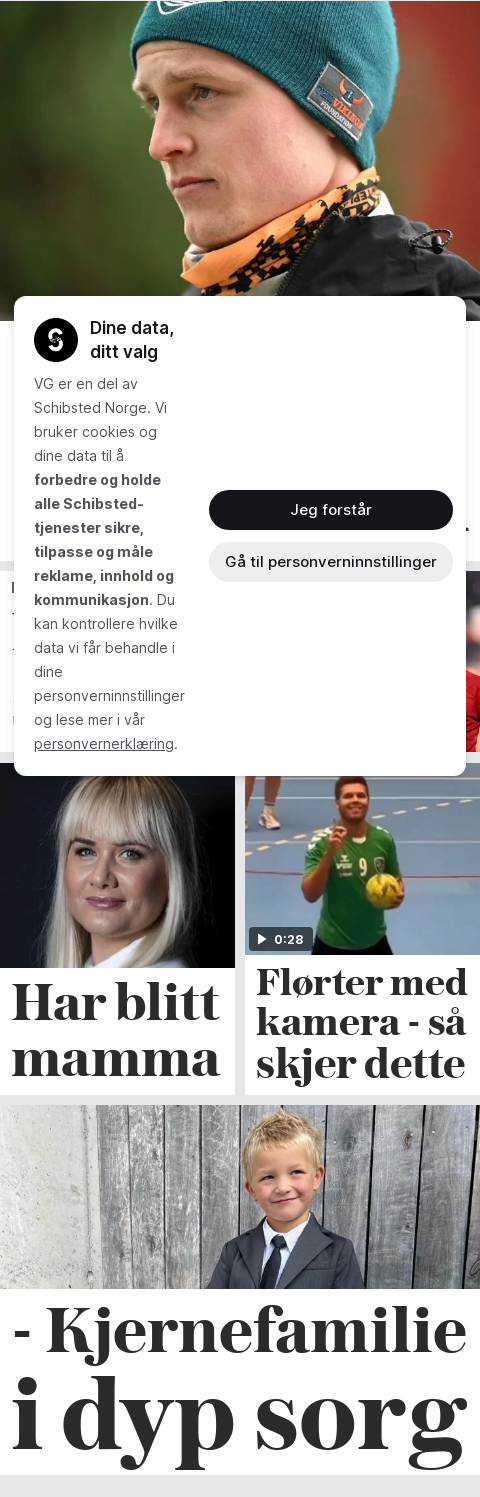 VIKINGS
FOUNDATION
Dine data,
ditt valg
VG er en del av
Schibsted Norge. Vi
bruker cookies og
dine data til å
forbedre og holde
alle Schibsted-
tjenester sikre,
tilpasse og måle
reklame, innhold og
kommunikasjon. Du
kan kontrollere hvilke
data vi får behandle i
dine
personverninnstillinger
og lese mer i vår
personvernerklæring.
Jeg forstår
Gå til personverninnstillinger
9
0:28
Har blitt
mamma
Flørter med
kamera - så
skjer dette
- Kjernefamilie
i dyp sorg